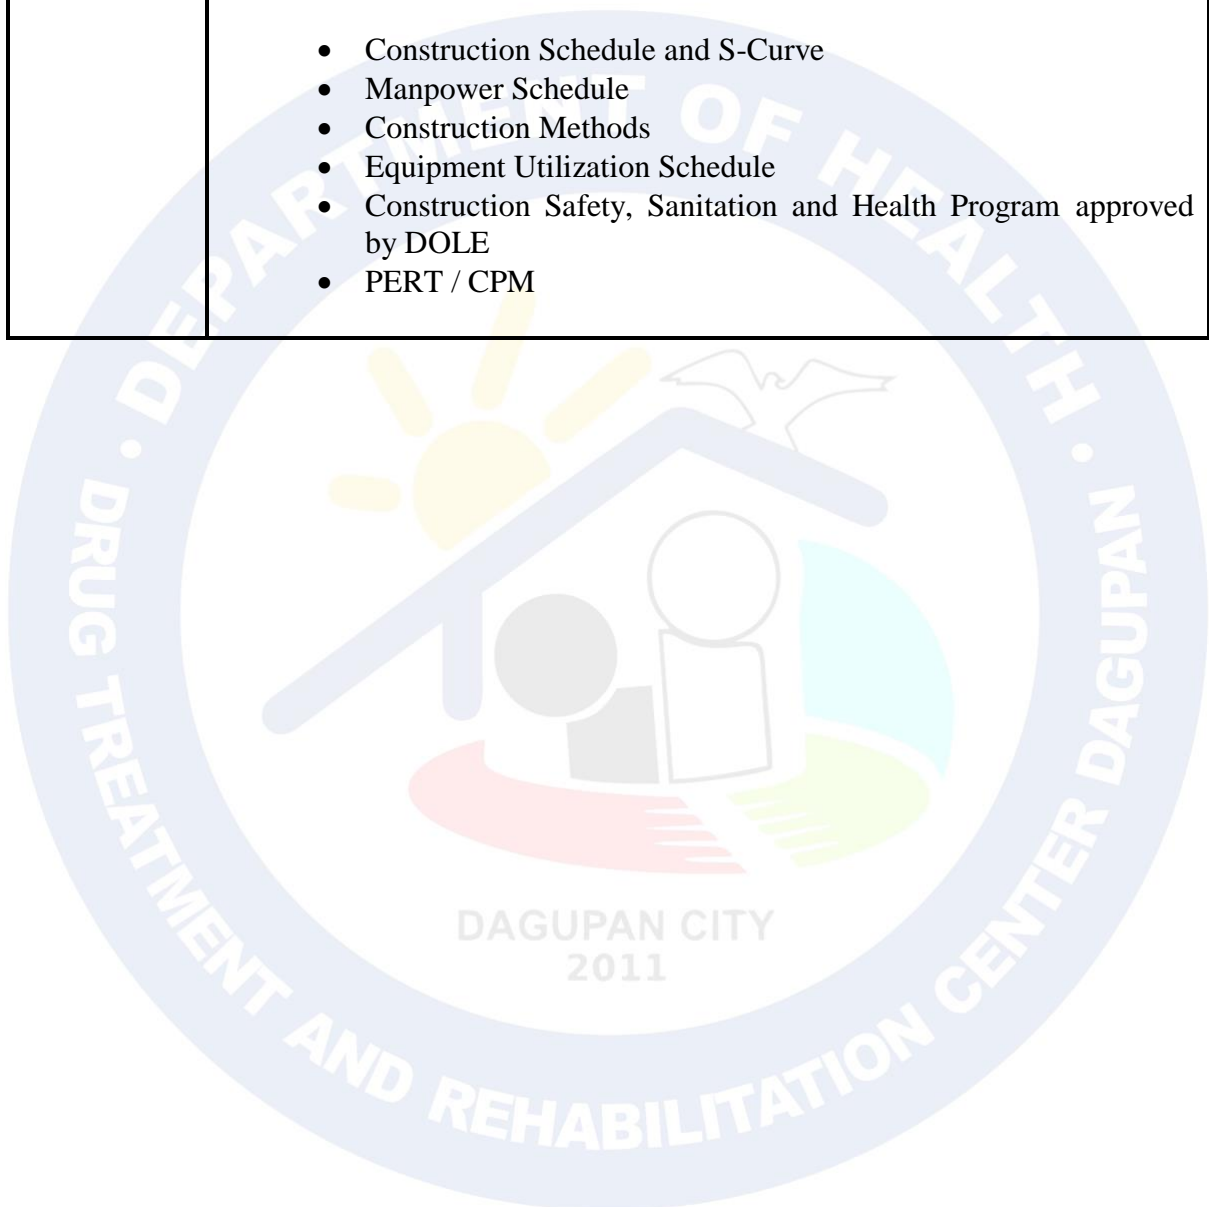 • Construction Schedule and S-Curve
• Manpower Schedule
• Construction Methods
• Equipment Utilization Schedule
• Construction Safety, Sanitation and Health Program approved
by DOLE
• PERT / CPM
• DEPARTMENT OF HEALTH •
DRUG TREATMENT AND REHABILITATION CENTER DAGUPAN
DAGUPAN CITY
2011